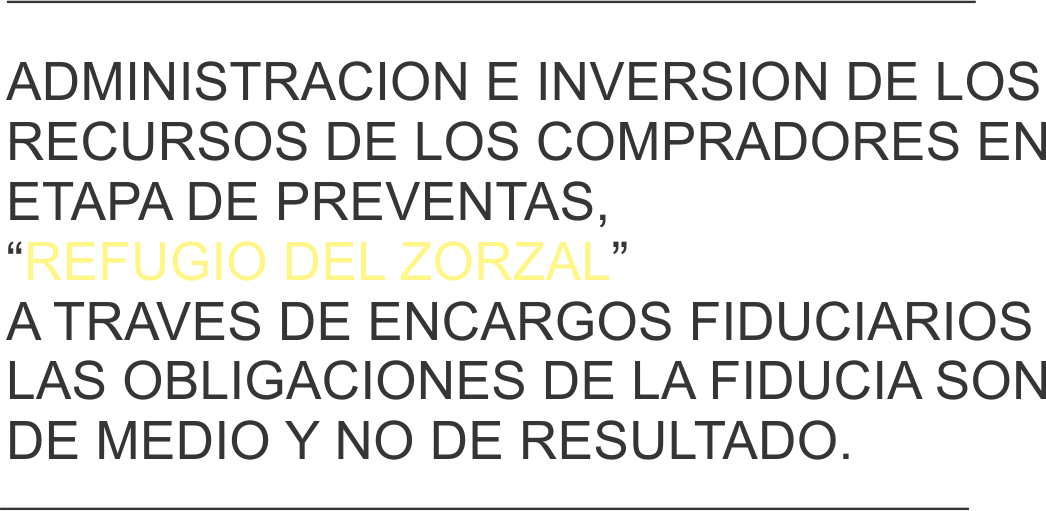 ADMINISTRACION E INVERSION DE LOS
RECURSOS DE LOS COMPRADORES EN
ETAPA DE PREVENTAS,
“REFUGIO DEL ZORZAL”
A TRAVES DE ENCARGOS FIDUCIARIOS
LAS OBLIGACIONES DE LA FIDUCIA SON
DE MEDIO Y NO DE RESULTADO.